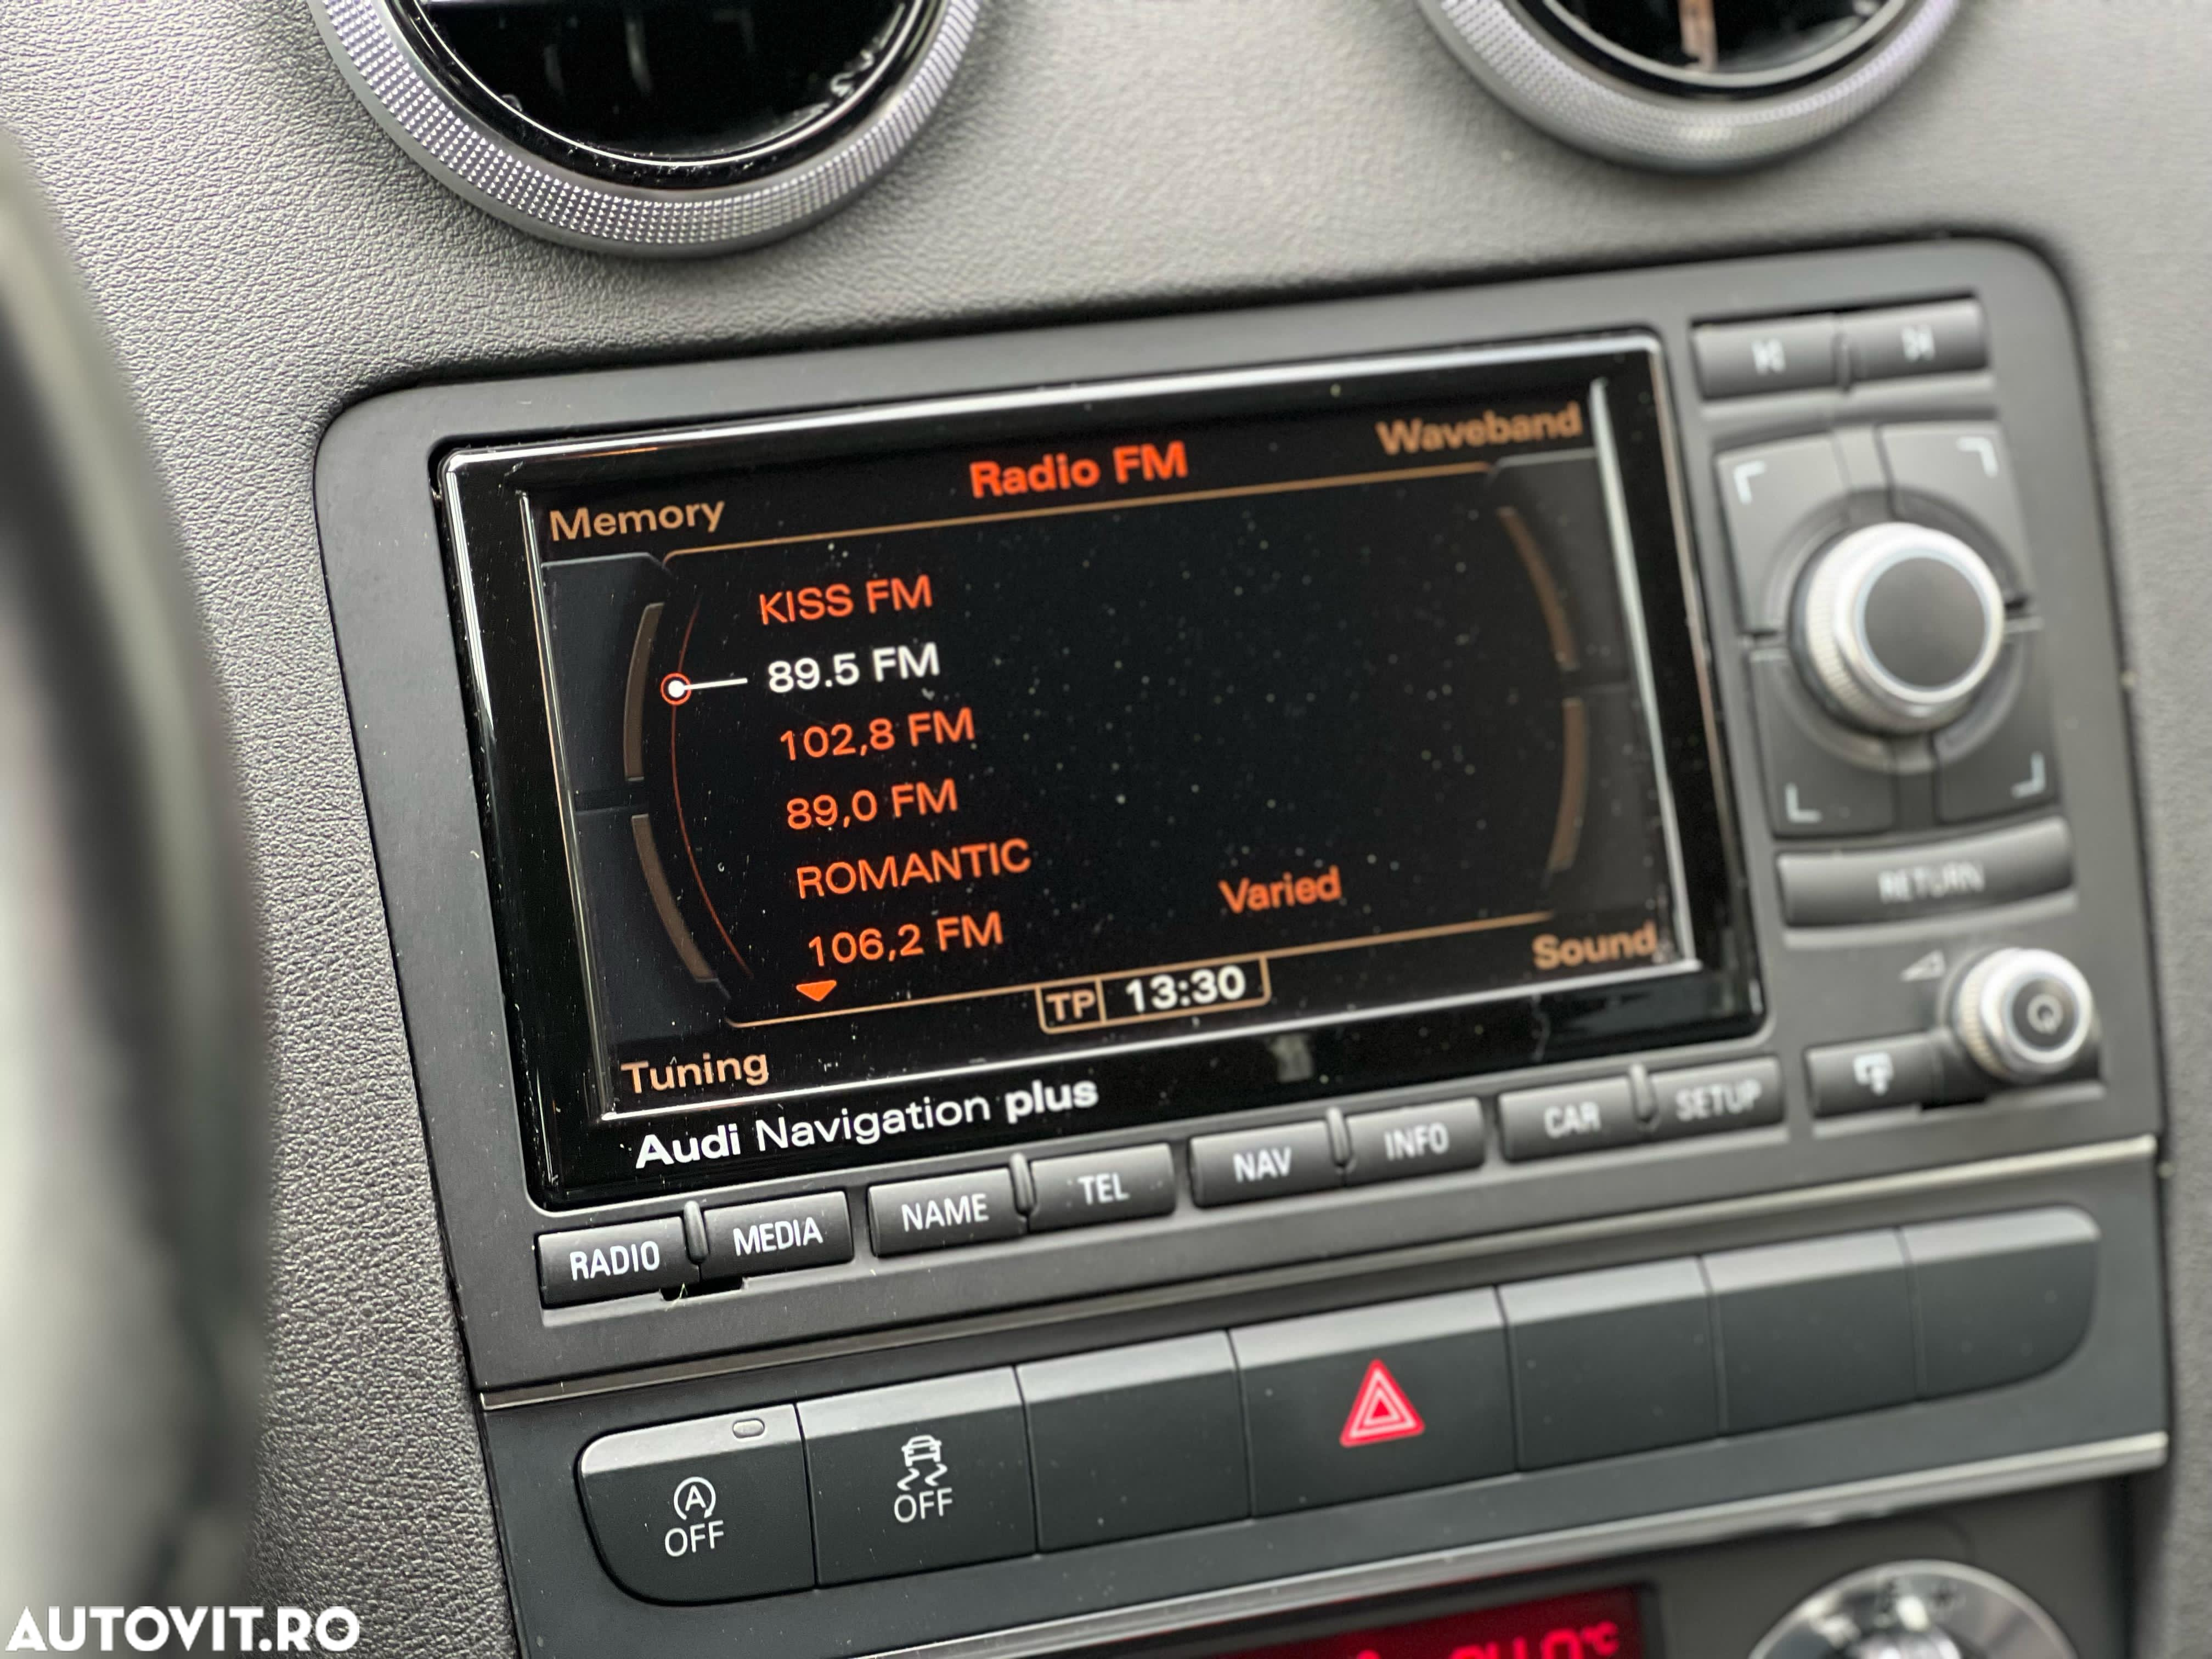 Memory
Radio FM
Waveband
KISS FM
89.5 FM
102,8 FM
89,0 FM
ROMANTIC
106,2 FM
Varied
Sound
TP 13:30
Tuning
Audi Navigation plus
RETURN
RADIO
MEDIA
NAME
TEL
NAV
INFO
CAR
SETUP
A
OFF
OFF
°C
AUTOVIT.RO